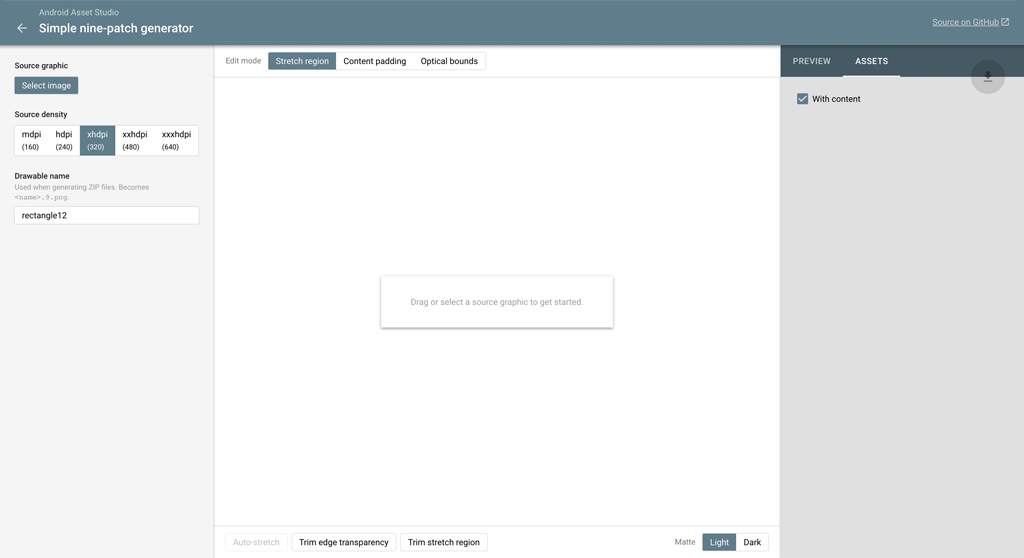 Android Asset Studio
Simple nine-patch generator
Source on GitHub
Source graphic
Select image
Source density
mdpi hdpi xhdpi xxhdpi xxxhdpi
(160) (240) (320) (480) (640)
Drawable name
Used when generating ZIP files. Becomes
<name>.9.png.
rectangle12
Edit mode Stretch region Content padding Optical bounds
Drag or select a source graphic to get started.
Auto-stretch Trim edge transparency Trim stretch region Matte Light Dark
PREVIEW ASSETS
With content